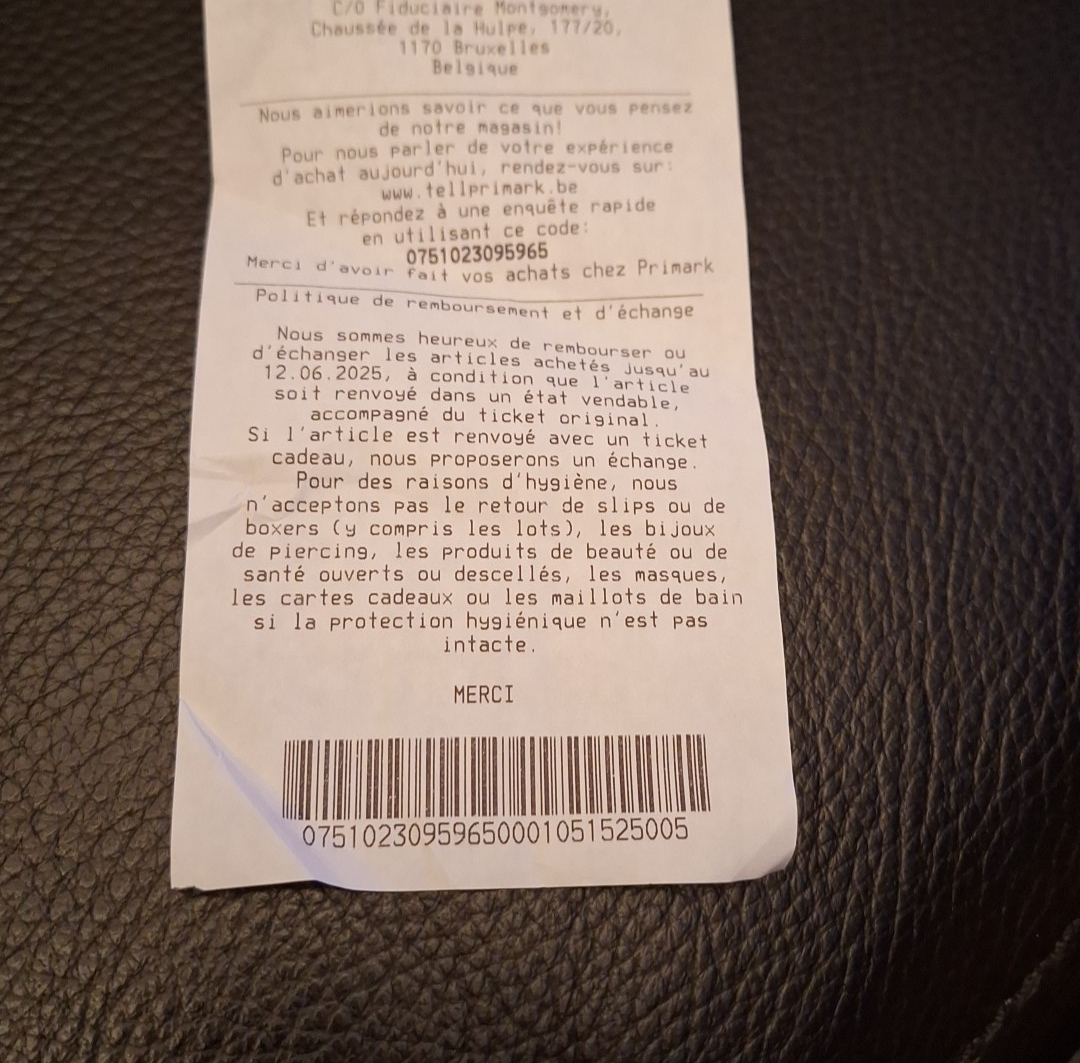 C/O Fiduciaire Montgomery,
Chaussée de la Hulpe, 177/20,
1170 Bruxelles
Belgique
Nous aimerions savoir ce que vous pensez
de notre magasin!
Pour nous parler de votre expérience
d'achat aujourd'hui, rendez-vous sur:
www.tellprimark.be
Et répondez à une enquête rapide
en utilisant ce code:
0751023095965
Merci d'avoir fait vos achats chez Primark
Politique de remboursement et d'échange
Nous sommes heureux de rembourser ou
d'échanger les articles achetés jusqu'au
12.06.2025, à condition que l'article
soit renvoyé dans un état vendable,
accompagné du ticket original.
Si l'article est renvoyé avec un ticket
cadeau, nous proposerons un échange.
Pour des raisons d'hygiène, nous
n'acceptons pas le retour de slips ou de
boxers (y compris les lots), les bijoux
de piercing, les produits de beauté ou de
santé ouverts ou descellés, les masques,
les cartes cadeaux ou les maillots de bain
si la protection hygiénique n'est pas
intacte.
MERCI
07510230959650001051525005